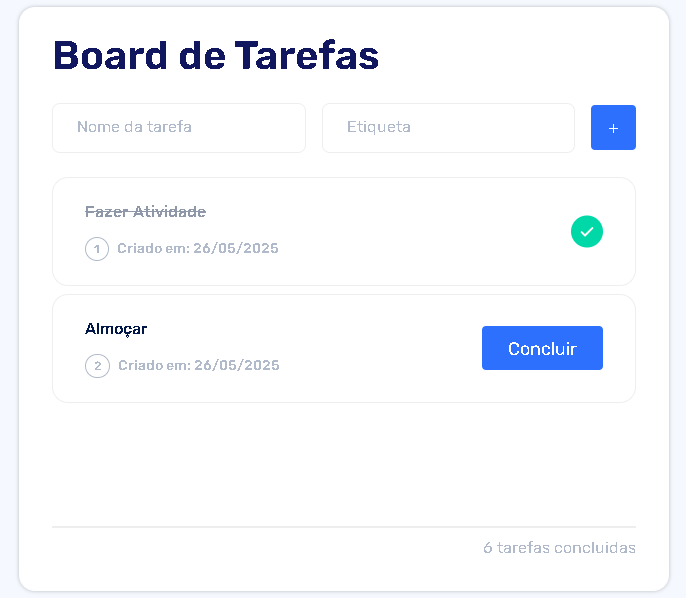 Board de Tarefas
Nome da tarefa Etiqueta +
Fazer Atividade
1 Criado em: 26/05/2025
Almoçar
2 Criado em: 26/05/2025
Concluir
6 tarefas concluidas